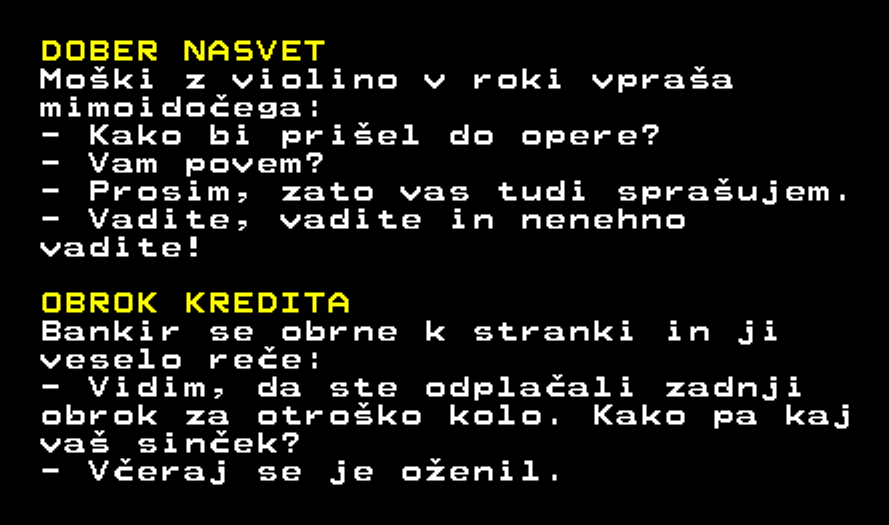 DOBER NASVET
Moški z violino v roki vpraša
mimoidočega:
- Kako bi prišel do opere?
- Vam povem?
- Prosim, zato vas tudi sprašujem.
- Vadite, vadite in nenehno
vadite!
OBROK KREDITA
Bankir se obrne k stranki in ji
veselo reče:
- Vidim, da ste odplačali zadnji
obrok za otroško kolo. Kako pa kaj
vaš sinček?
- Včeraj se je oženil.